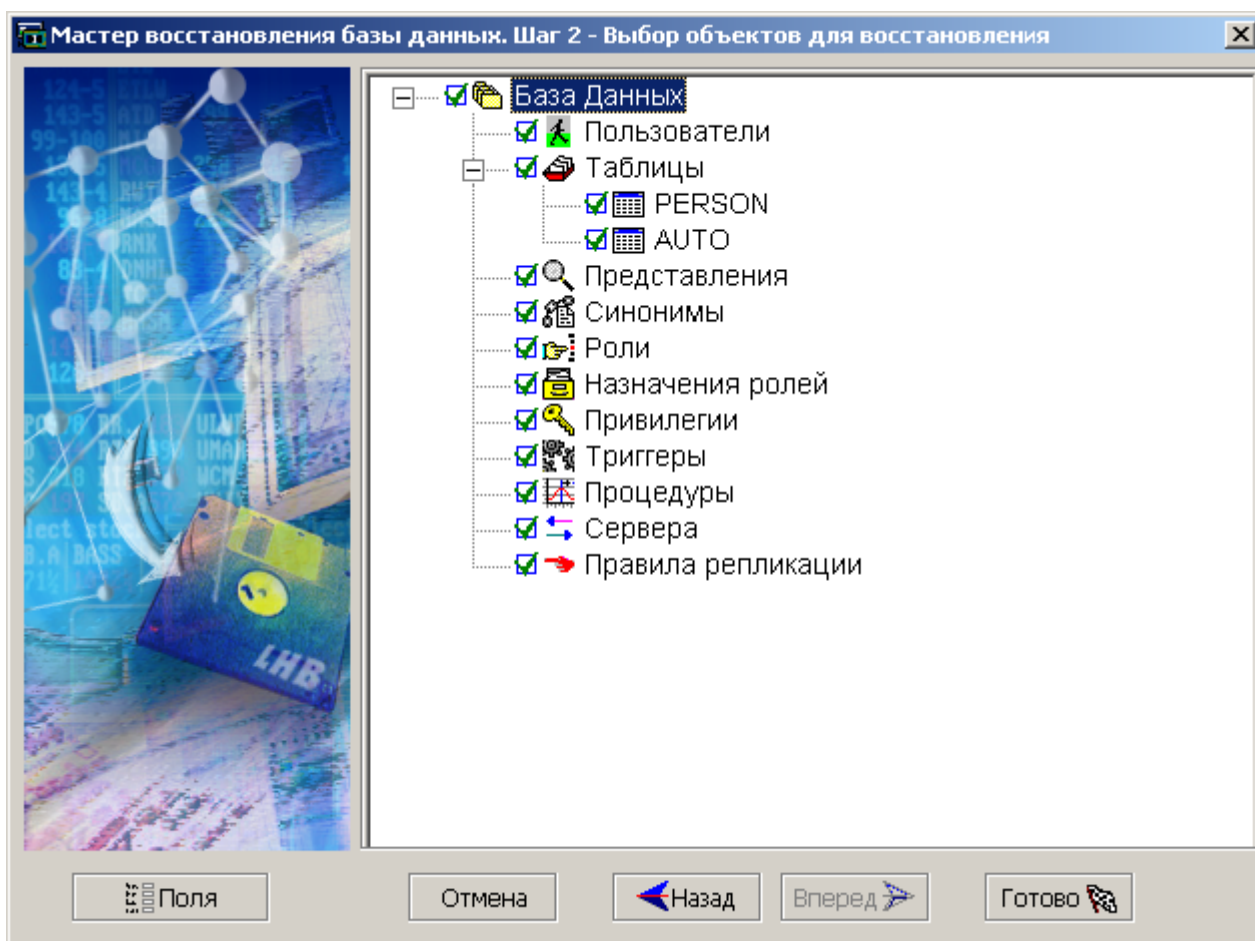 Мастер восстановления базы данных. Шаг 2 - Выбор объектов для восстановления
База Данных
Пользователи
Таблицы
PERSON
AUTO
Представления
Синонимы
Роли
Назначения ролей
Привилегии
Триггеры
Процедуры
Сервера
Правила репликации
LHB
Поля
Отмена
Назад
Вперед
Готово